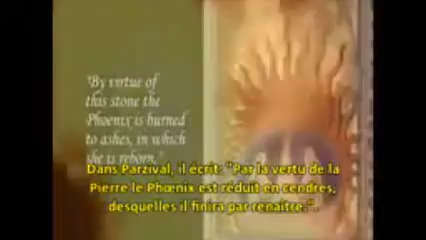 "By virtue of
this stone the
Phoenix is burned
to ashes, in which
she is reborn."
Dans Parzival, il écrit: "Par la vertu de la
Pierre le Phœnix est réduit en cendres,
desquelles il finira par renaître.".